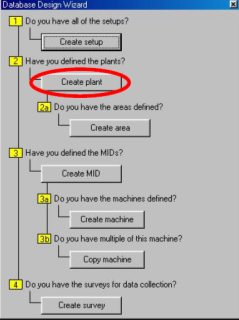 Database Design Wizard
1 Do you have all of the setups?
Create setup
2 Have you defined the plants?
Create plant
2a Do you have the areas defined?
Create area
3 Have you defined the MIDs?
Create MID
3a Do you have the machines defined?
Create machine
3b Do you have multiple of this machine?
Copy machine
4 Do you have the surveys for data collection?
Create survey